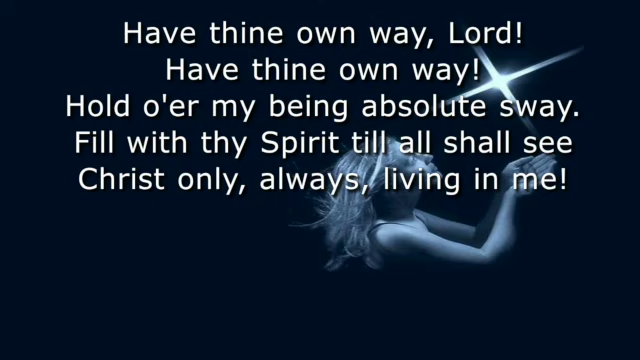 Have thine own way, Lord!
Have thine own way!
Hold o'er my being absolute sway.
Fill with thy Spirit till all shall see
Christ only, always, living in me!